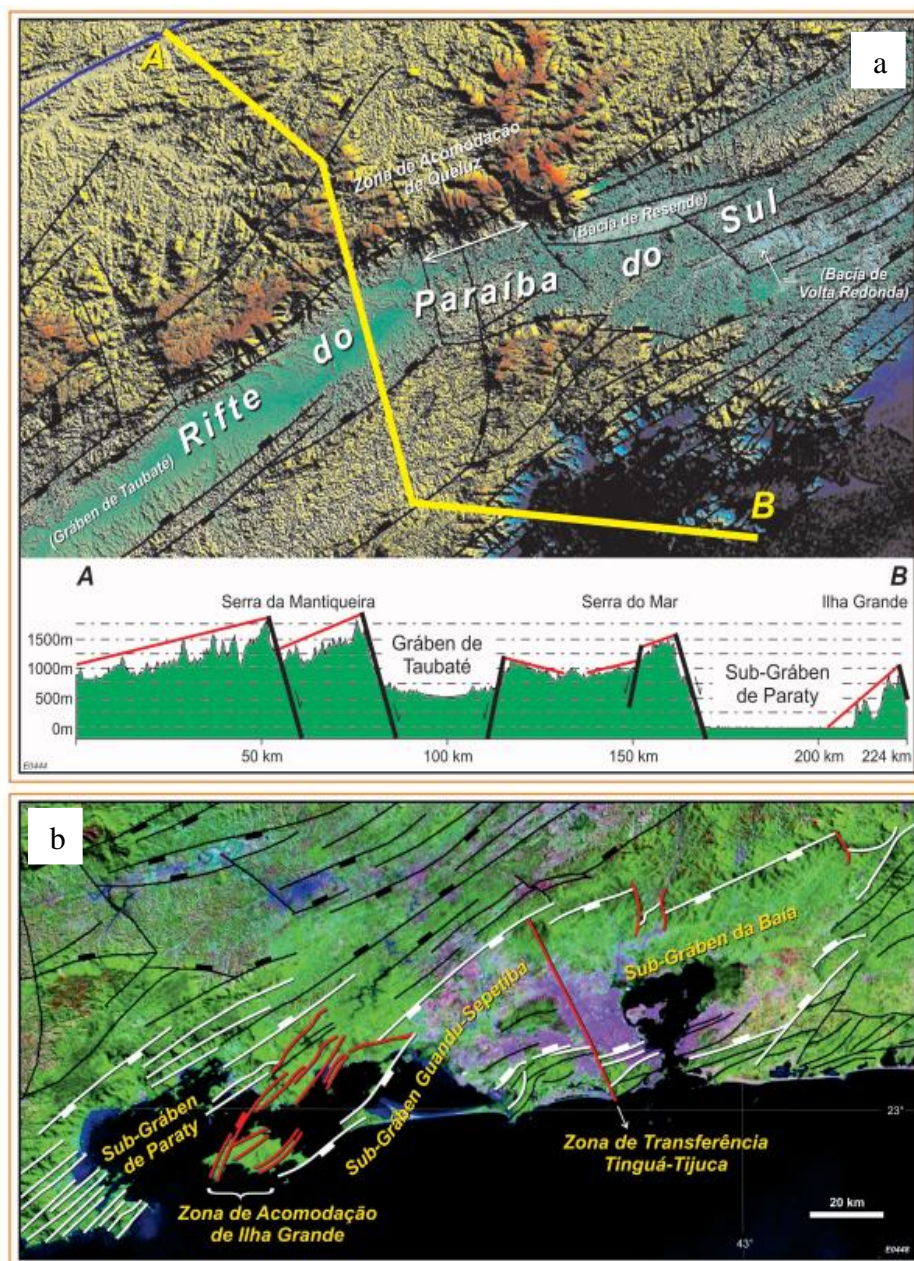 a
A
Zona de Acomodação
de Queluz
(Bacia de Resende)
(Bacia de
Volta Redonda)
Rifte do Paraíba do Sul
(Gráben de Taubaté)
B
A
B
Serra da Mantiqueira
Serra do Mar
Ilha Grande
Gráben de
Taubaté
Sub-Gráben
de Paraty
1500m
1000m
500m
0m
50 km
100 km
150 km
200 km
224 km
E0444
b
Sub-Gráben da Baía
Sub-Gráben Guandu-Sepetiba
Sub-Gráben
de Paraty
23°
Zona de Transferência
Tinguá-Tijuca
Zona de Acomodação
de Ilha Grande
20 km
43°
E0448